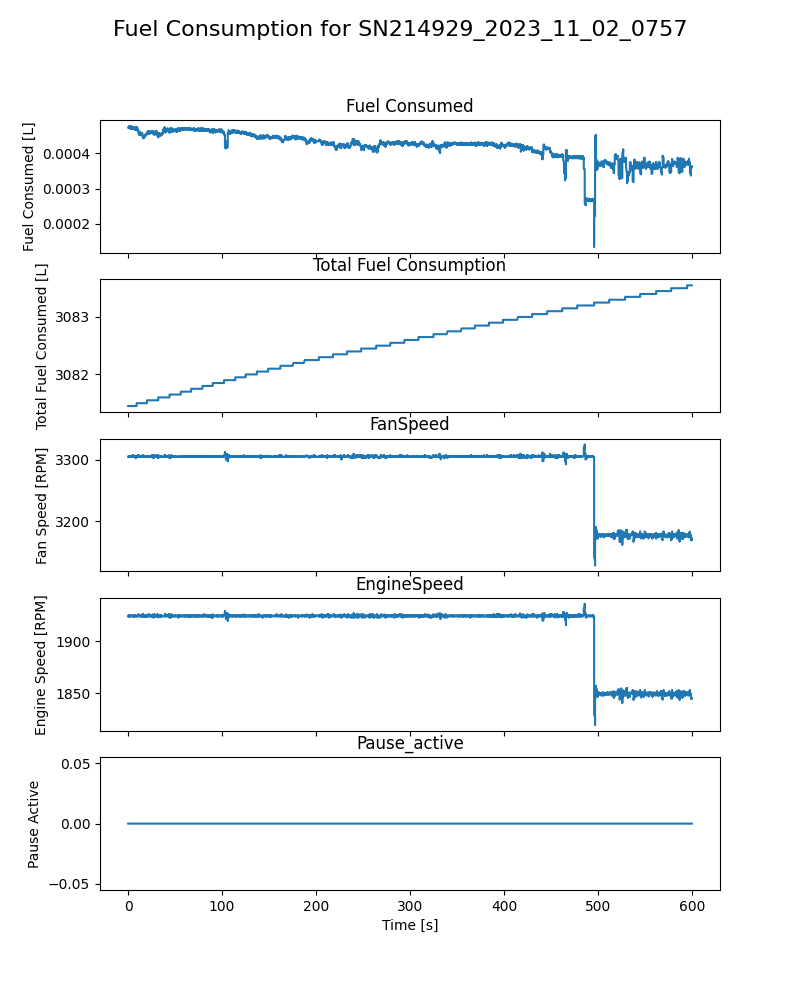 Fuel Consumption for SN214929_2023_11_02_0757
Fuel Consumed
Fuel Consumed [L]
0.0004
0.0003
0.0002
Total Fuel Consumption
Total Fuel Consumed [L]
3083
3082
FanSpeed
Fan Speed [RPM]
3300
3200
EngineSpeed
Engine Speed [RPM]
1900
1850
Pause_active
Pause Active
0.05
0.00
−0.05
0 100 200 300 400 500 600
Time [s]